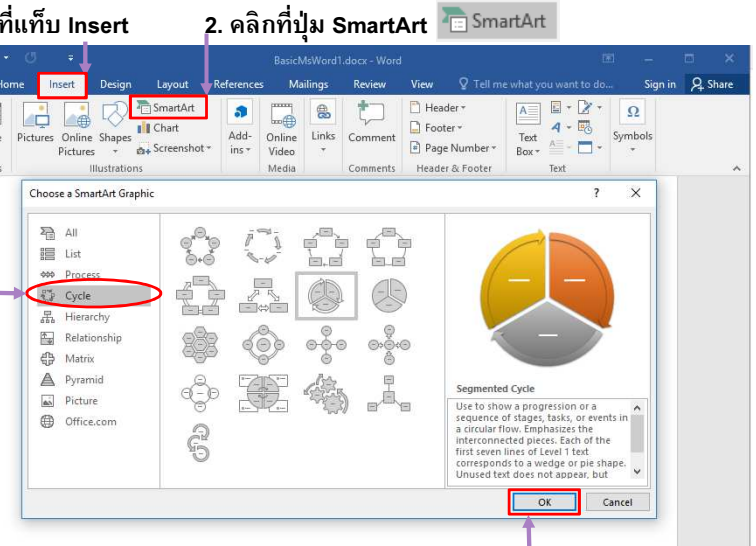 ที่แท็บ Insert
2. คลิกที่ปุ่ม SmartArt SmartArt
BasicMsWord1.docx - Word
Home Insert Design Layout References Mailings Review View Tell me what you want to do... Sign in Share
Pictures
Online Pictures
Shapes
SmartArt
Chart
Screenshot
Illustrations
Add-ins
Online Video
Media
Links
Comment
Comments
Header
Footer
Page Number
Header & Footer
Text Box
Text
Symbols
Choose a SmartArt Graphic ? ×
All
List
Process
Cycle
Hierarchy
Relationship
Matrix
Pyramid
Picture
Office.com
Segmented Cycle
Use to show a progression or a
sequence of stages, tasks, or events in
a circular flow. Emphasizes the
interconnected pieces. Each of the
first seven lines of Level 1 text
corresponds to a wedge or pie shape.
Unused text does not appear, but
OK Cancel